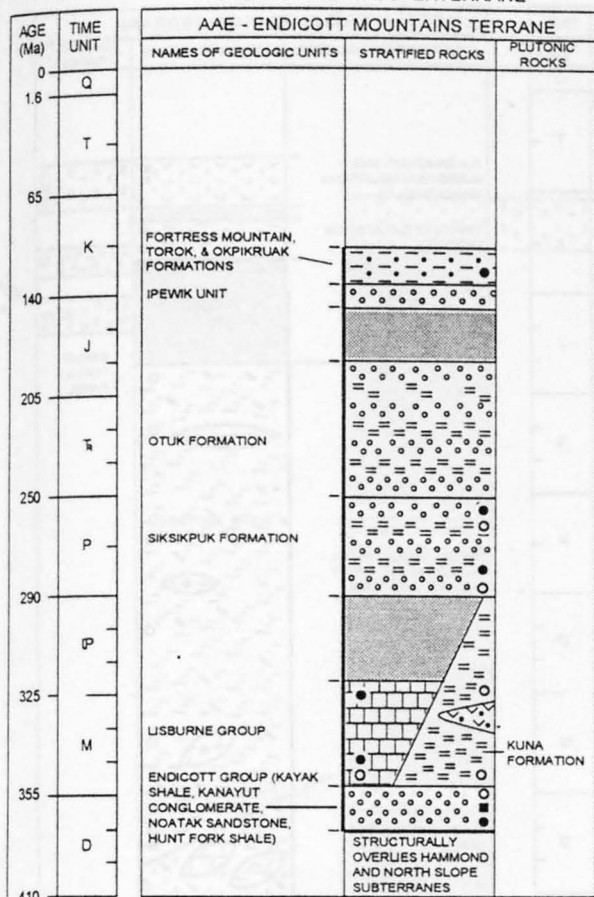 AAE - ENDICOTT MOUNTAINS TERRANE
AGE (Ma)
TIME UNIT
NAMES OF GEOLOGIC UNITS
STRATIFIED ROCKS
PLUTONIC ROCKS
0
Q
1.6
T
65
K
FORTRESS MOUNTAIN,
TOROK, & OKPIKRUAK
FORMATIONS
140
IPEWIK UNIT
J
205
OTUK FORMATION
250
P
SIKSIKPUK FORMATION
290
325
M
LISBURNE GROUP
KUNA
FORMATION
355
ENDICOTT GROUP (KAYAK
SHALE, KANAYUT
CONGLOMERATE,
NOATAK SANDSTONE,
HUNT FORK SHALE)
D
STRUCTURALLY
OVERLIES HAMMOND
AND NORTH SLOPE
SUBTERRANES